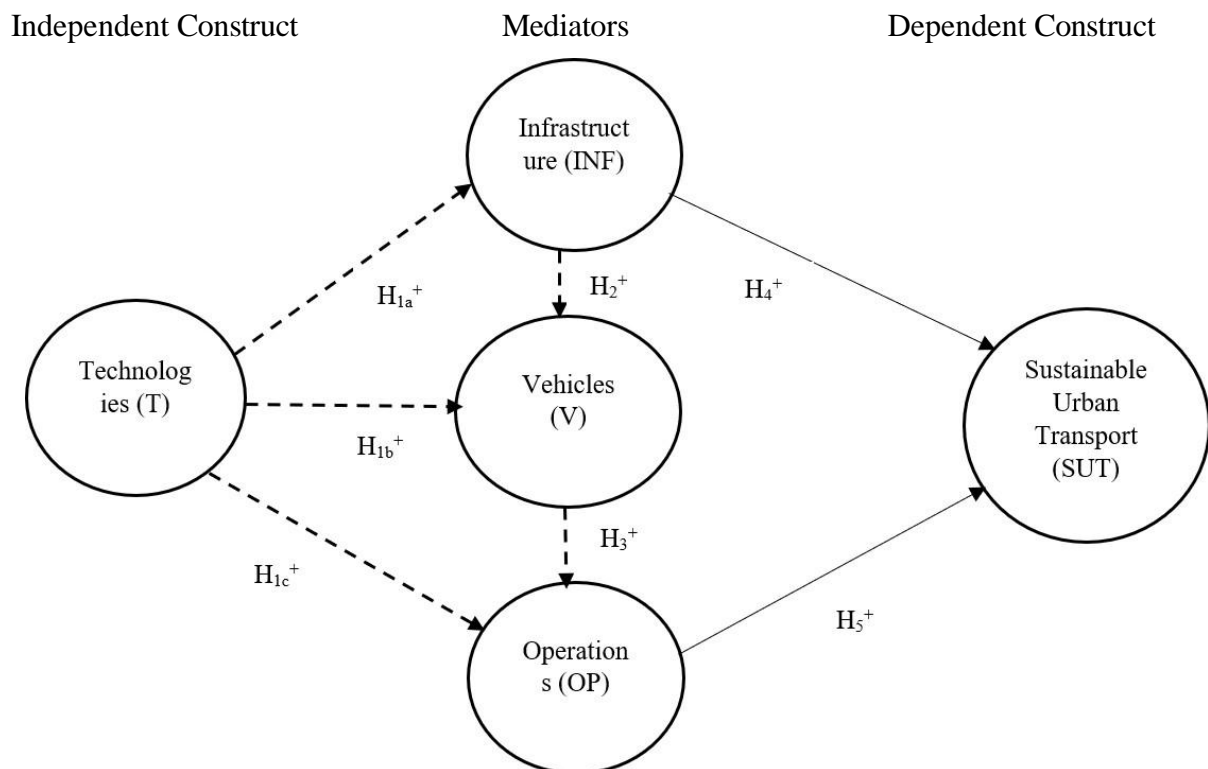 Independent Construct
Mediators
Dependent Construct
Infrastruct
ure (INF)
H1a+
H2+
H4+
Technolog
ies (T)
Vehicles
(V)
Sustainable
Urban
Transport
(SUT)
H1b+
H3+
H1c+
H5+
Operation
s (OP)